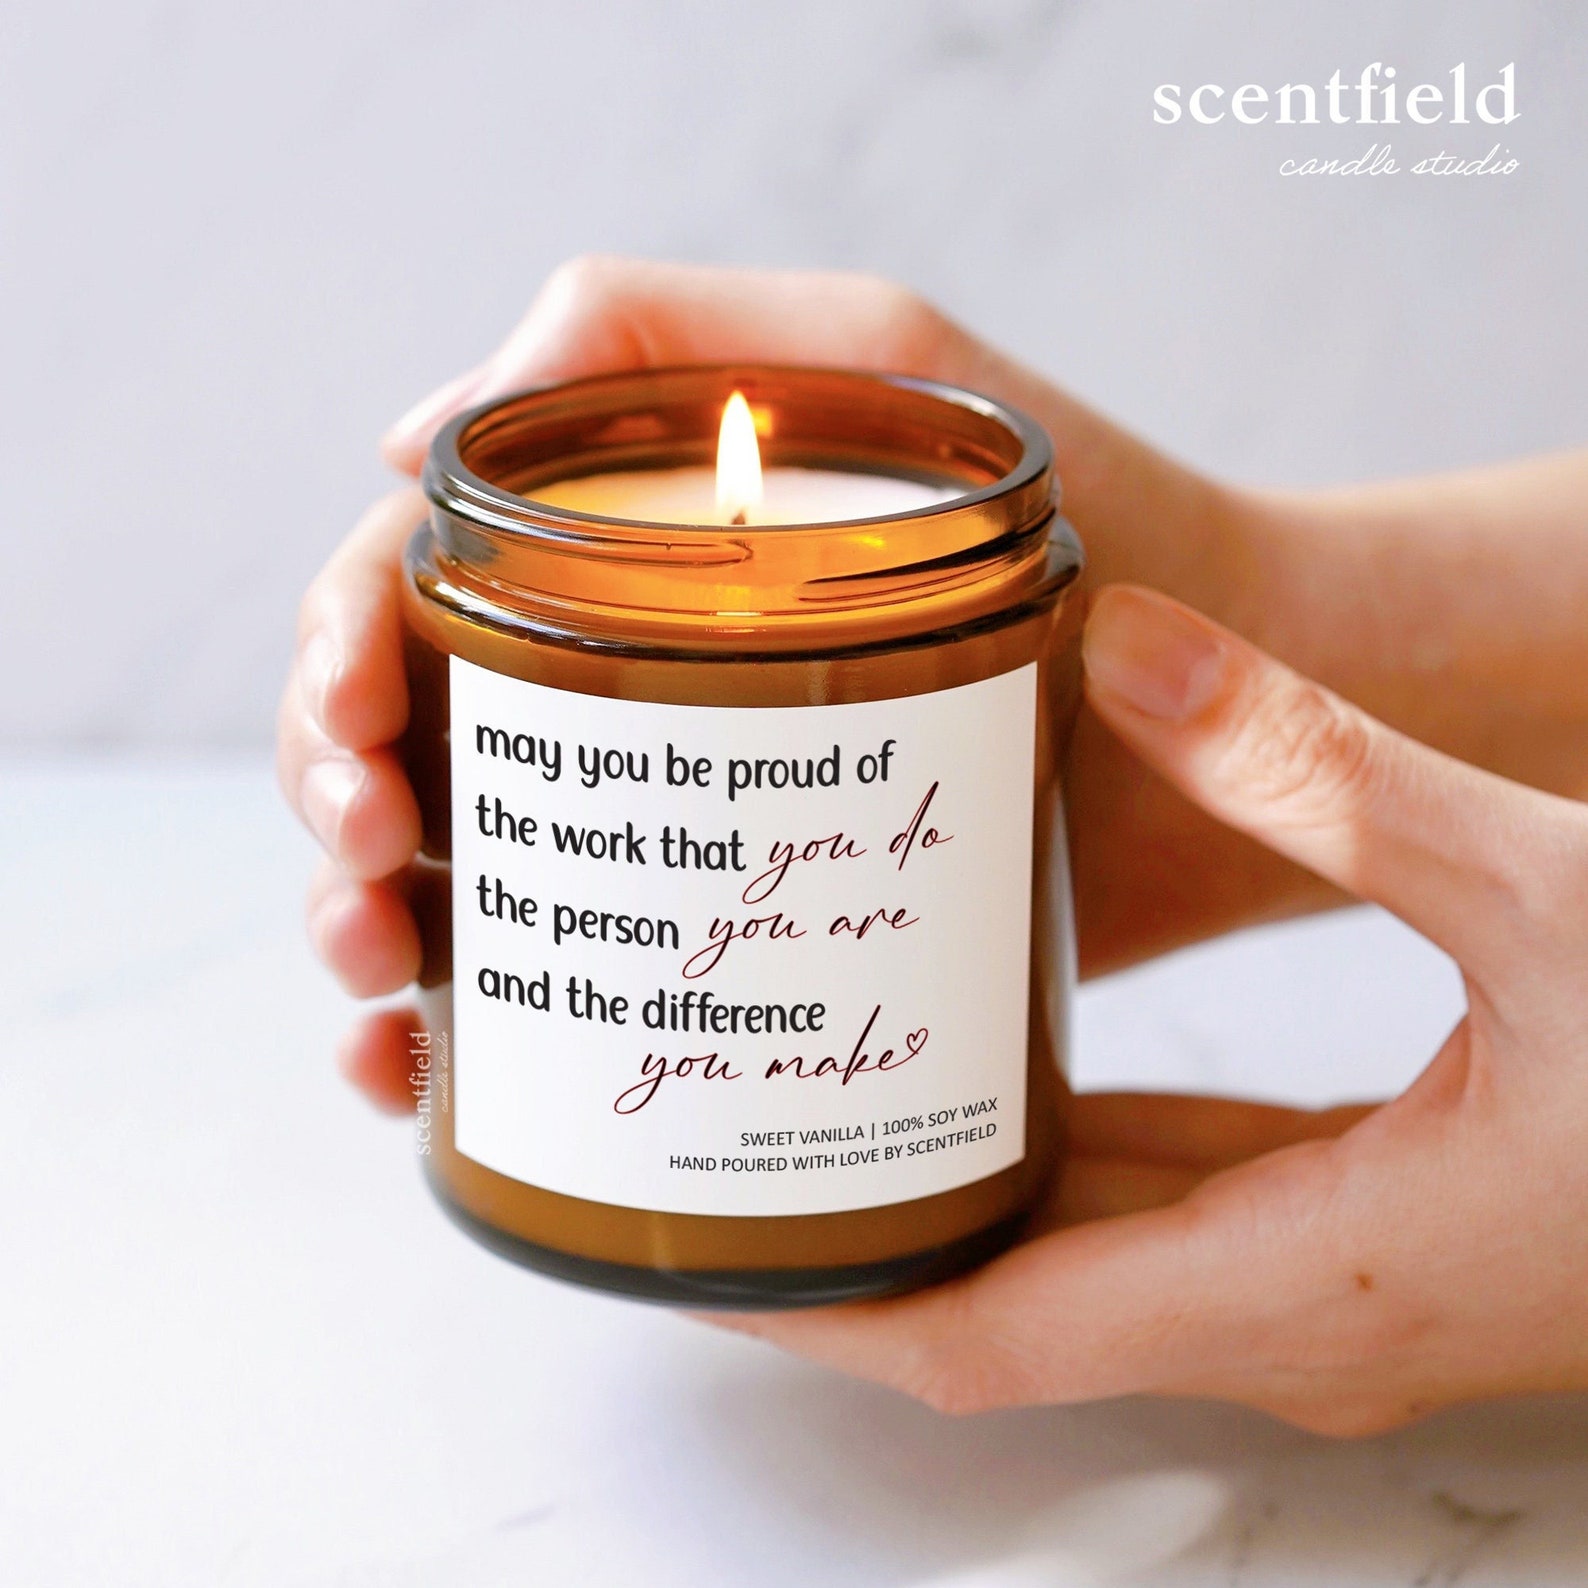 scentfield
candle studio
may you be proud of
the work that you do
the person you are
and the difference
you make
SWEET VANILLA | 100% SOY WAX
HAND POURED WITH LOVE BY SCENTFIELD
scentfield
candle studio